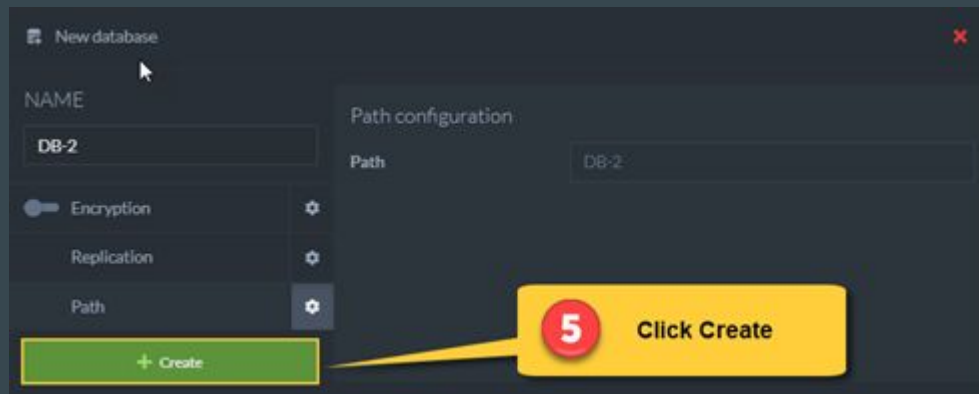 New database
NAME
DB-2
Encryption
Replication
Path
+ Create
Path configuration
Path DB-2
5 Click Create